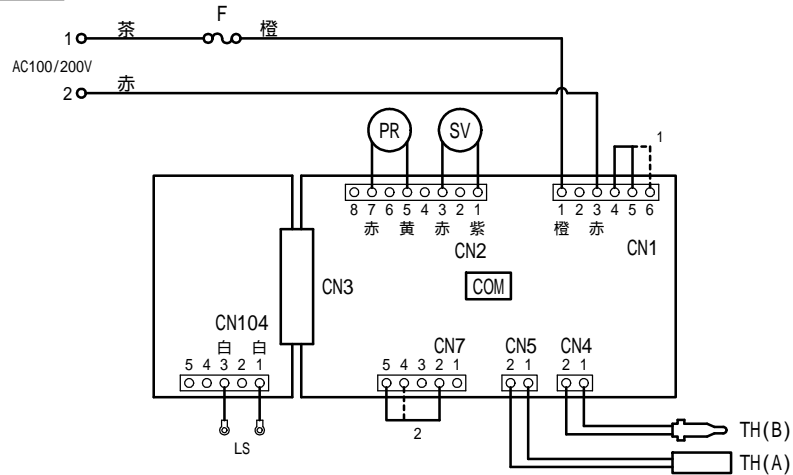 F
1 茶 橙
AC100/200V
2 赤
PR SV
1
8 7 6 5 4 3 2 1
赤 黄 赤 紫
1 2 3 4 5 6
橙 赤
CN2
CN1
CN3
COM
CN104
白 白
5 4 3 2 1
CN7
5 4 3 2 1
CN5
2 1
CN4
2 1
LS
2
TH(B)
TH(A)